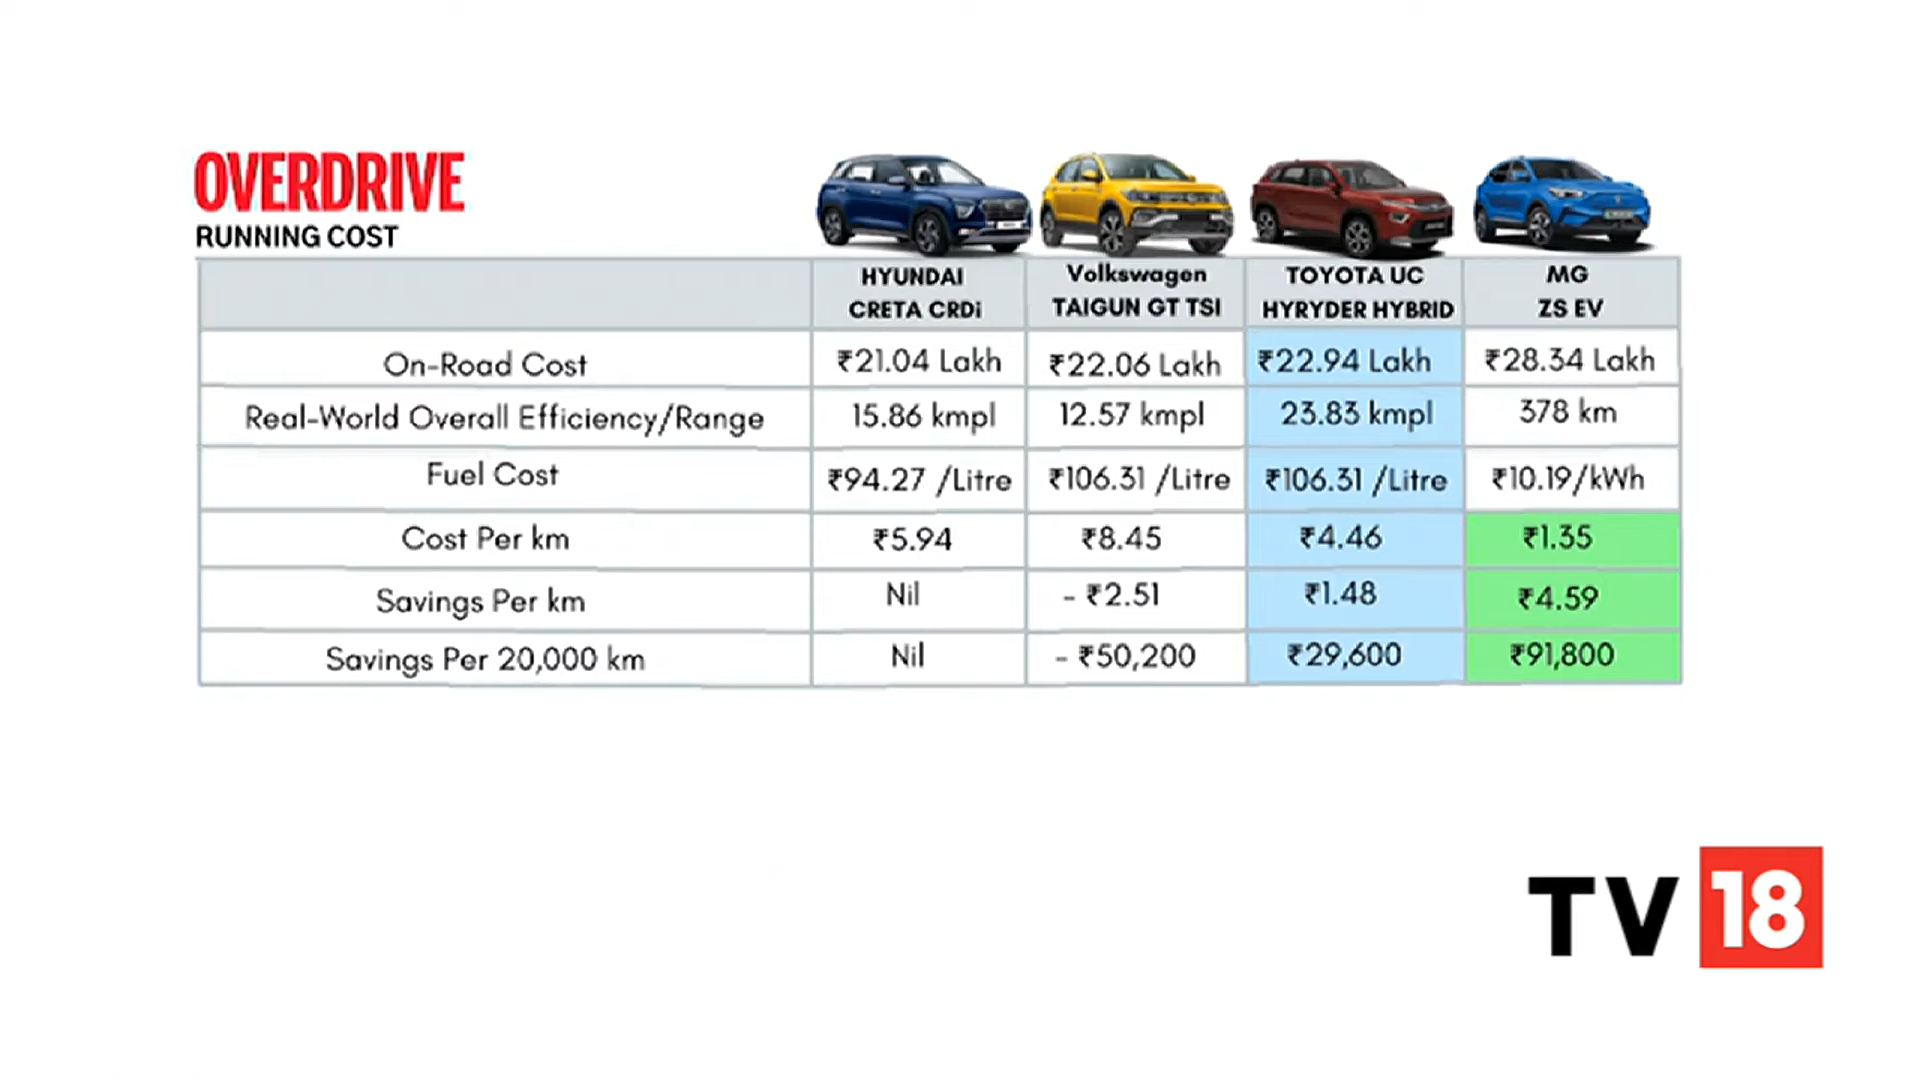 OVERDRIVE
RUNNING COST
HYUNDAI CRETA CRDi Volkswagen TAIGUN GT TSI TOYOTA UC HYRYDER HYBRID MG ZS EV
On-Road Cost ₹21.04 Lakh ₹22.06 Lakh ₹22.94 Lakh ₹28.34 Lakh
Real-World Overall Efficiency/Range 15.86 kmpl 12.57 kmpl 23.83 kmpl 378 km
Fuel Cost ₹94.27 /Litre ₹106.31 /Litre ₹106.31 /Litre ₹10.19/kWh
Cost Per km ₹5.94 ₹8.45 ₹4.46 ₹1.35
Savings Per km Nil - ₹2.51 ₹1.48 ₹4.59
Savings Per 20,000 km Nil - ₹50,200 ₹29,600 ₹91,800
TV 18